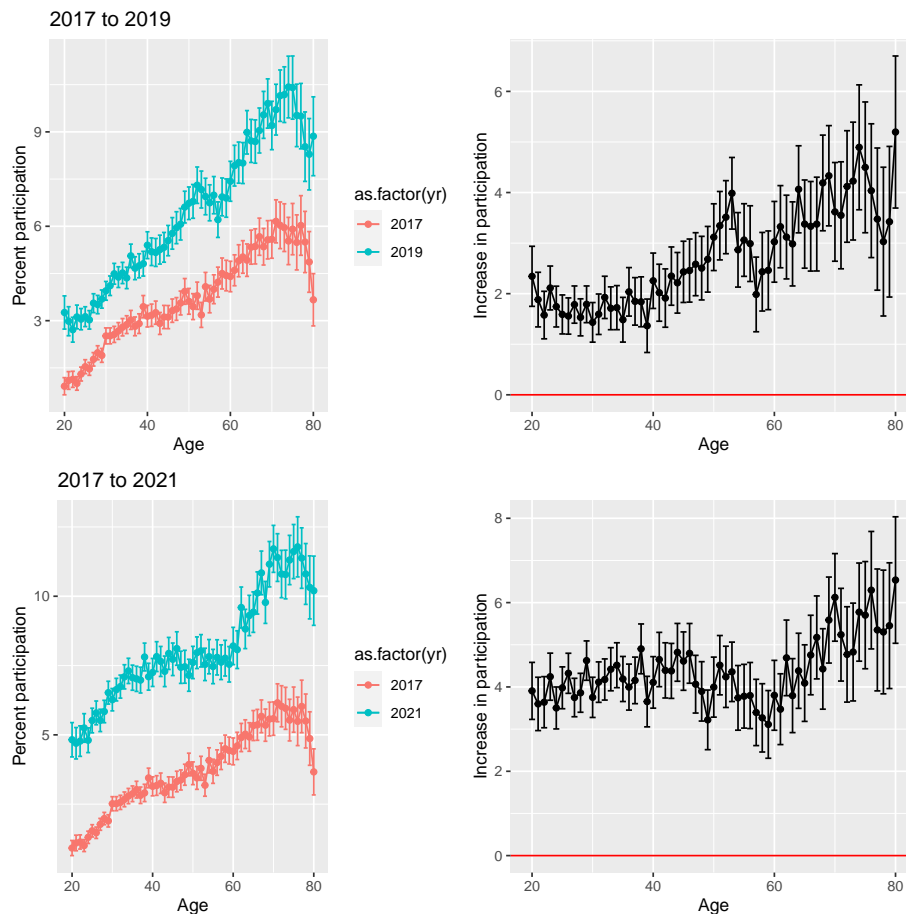 2017 to 2019
Percent participation
3
6
9
20
40
60
80
Age
as.factor(yr)
2017
2019
Increase in participation
0
2
4
6
20
40
60
80
Age
2017 to 2021
Percent participation
5
10
20
40
60
80
Age
as.factor(yr)
2017
2021
Increase in participation
0
2
4
6
8
20
40
60
80
Age